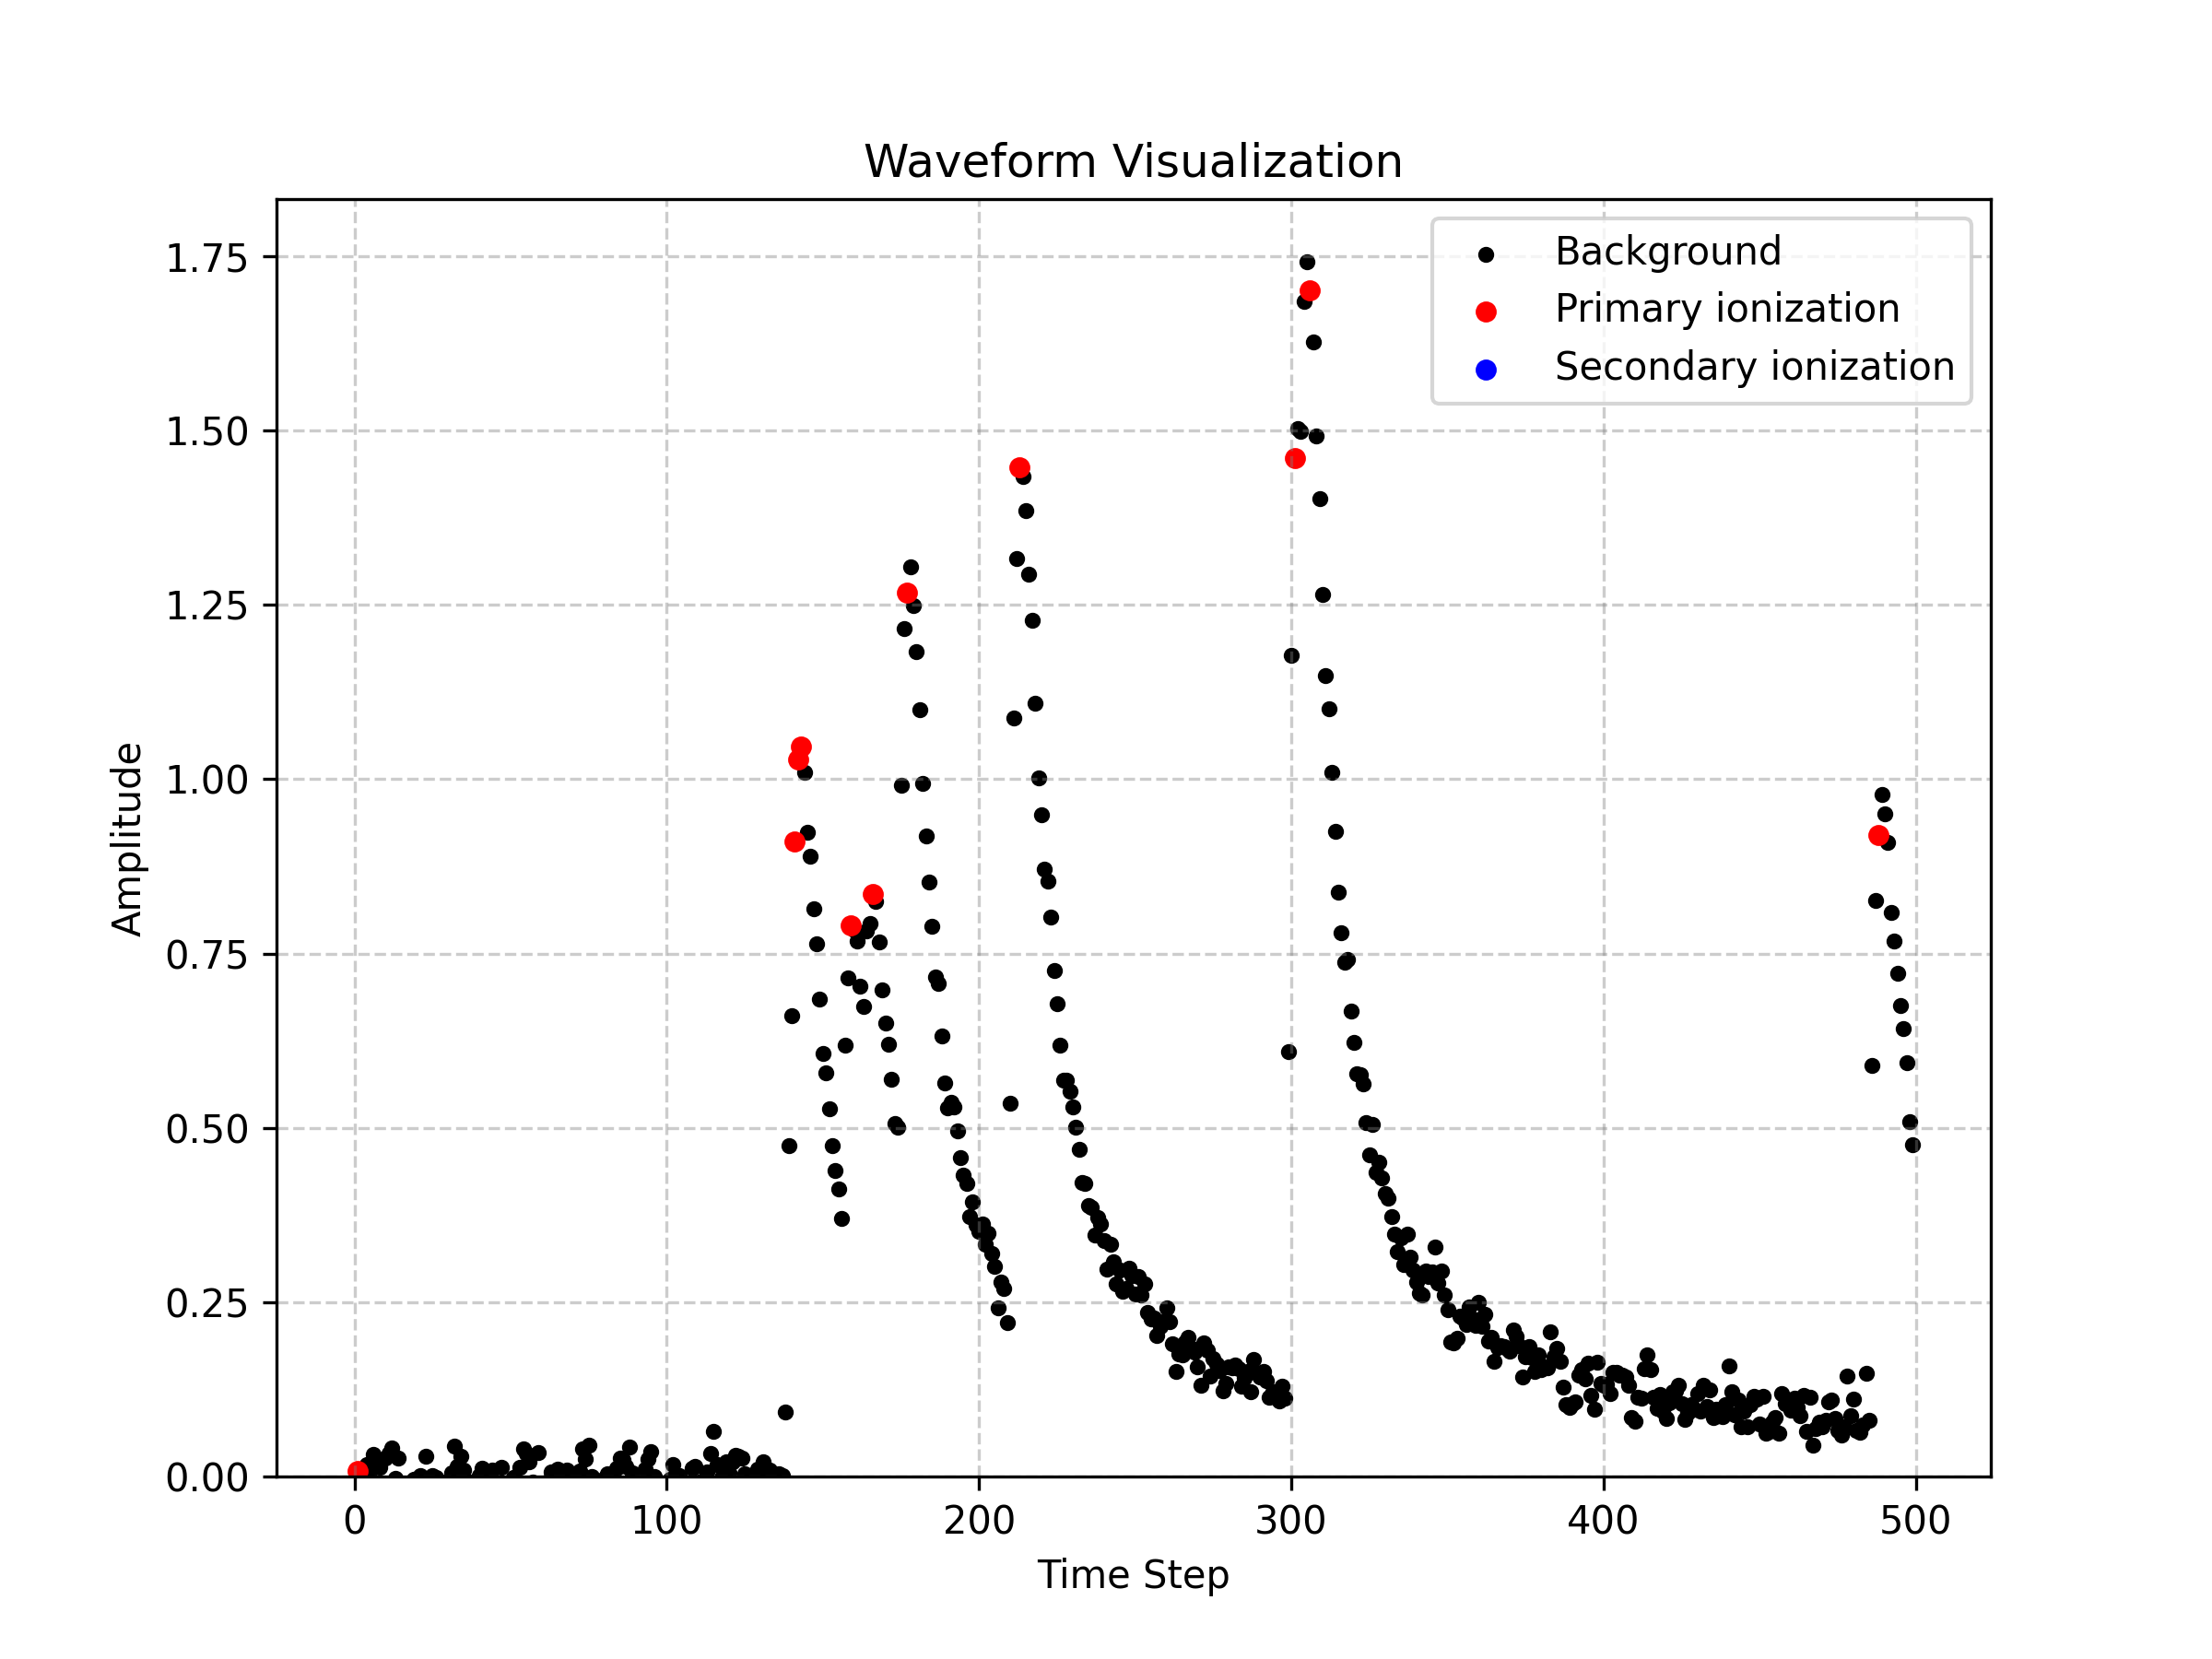 Waveform Visualization
Background
Primary ionization
Secondary ionization
Amplitude
1.75
1.50
1.25
1.00
0.75
0.50
0.25
0.00
0 100 200 300 400 500
Time Step